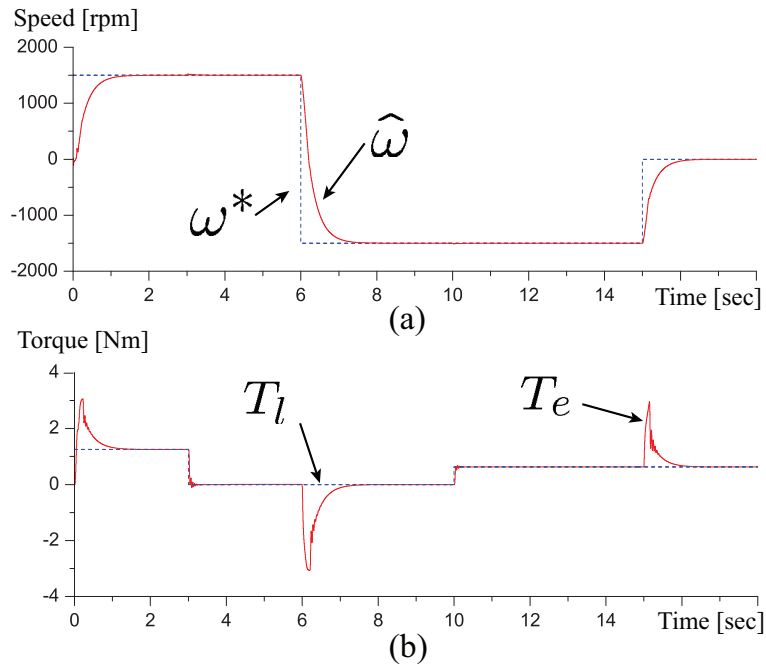 Speed [rpm]
1000
0
-1000
-2000
ω*
ω̂
0 2 4 6 8 10 12 14
Time [sec]
(a)
Torque [Nm]
4
2
0
-2
-4
T_l
T_e
0 2 4 6 8 10 12 14
Time [sec]
(b)